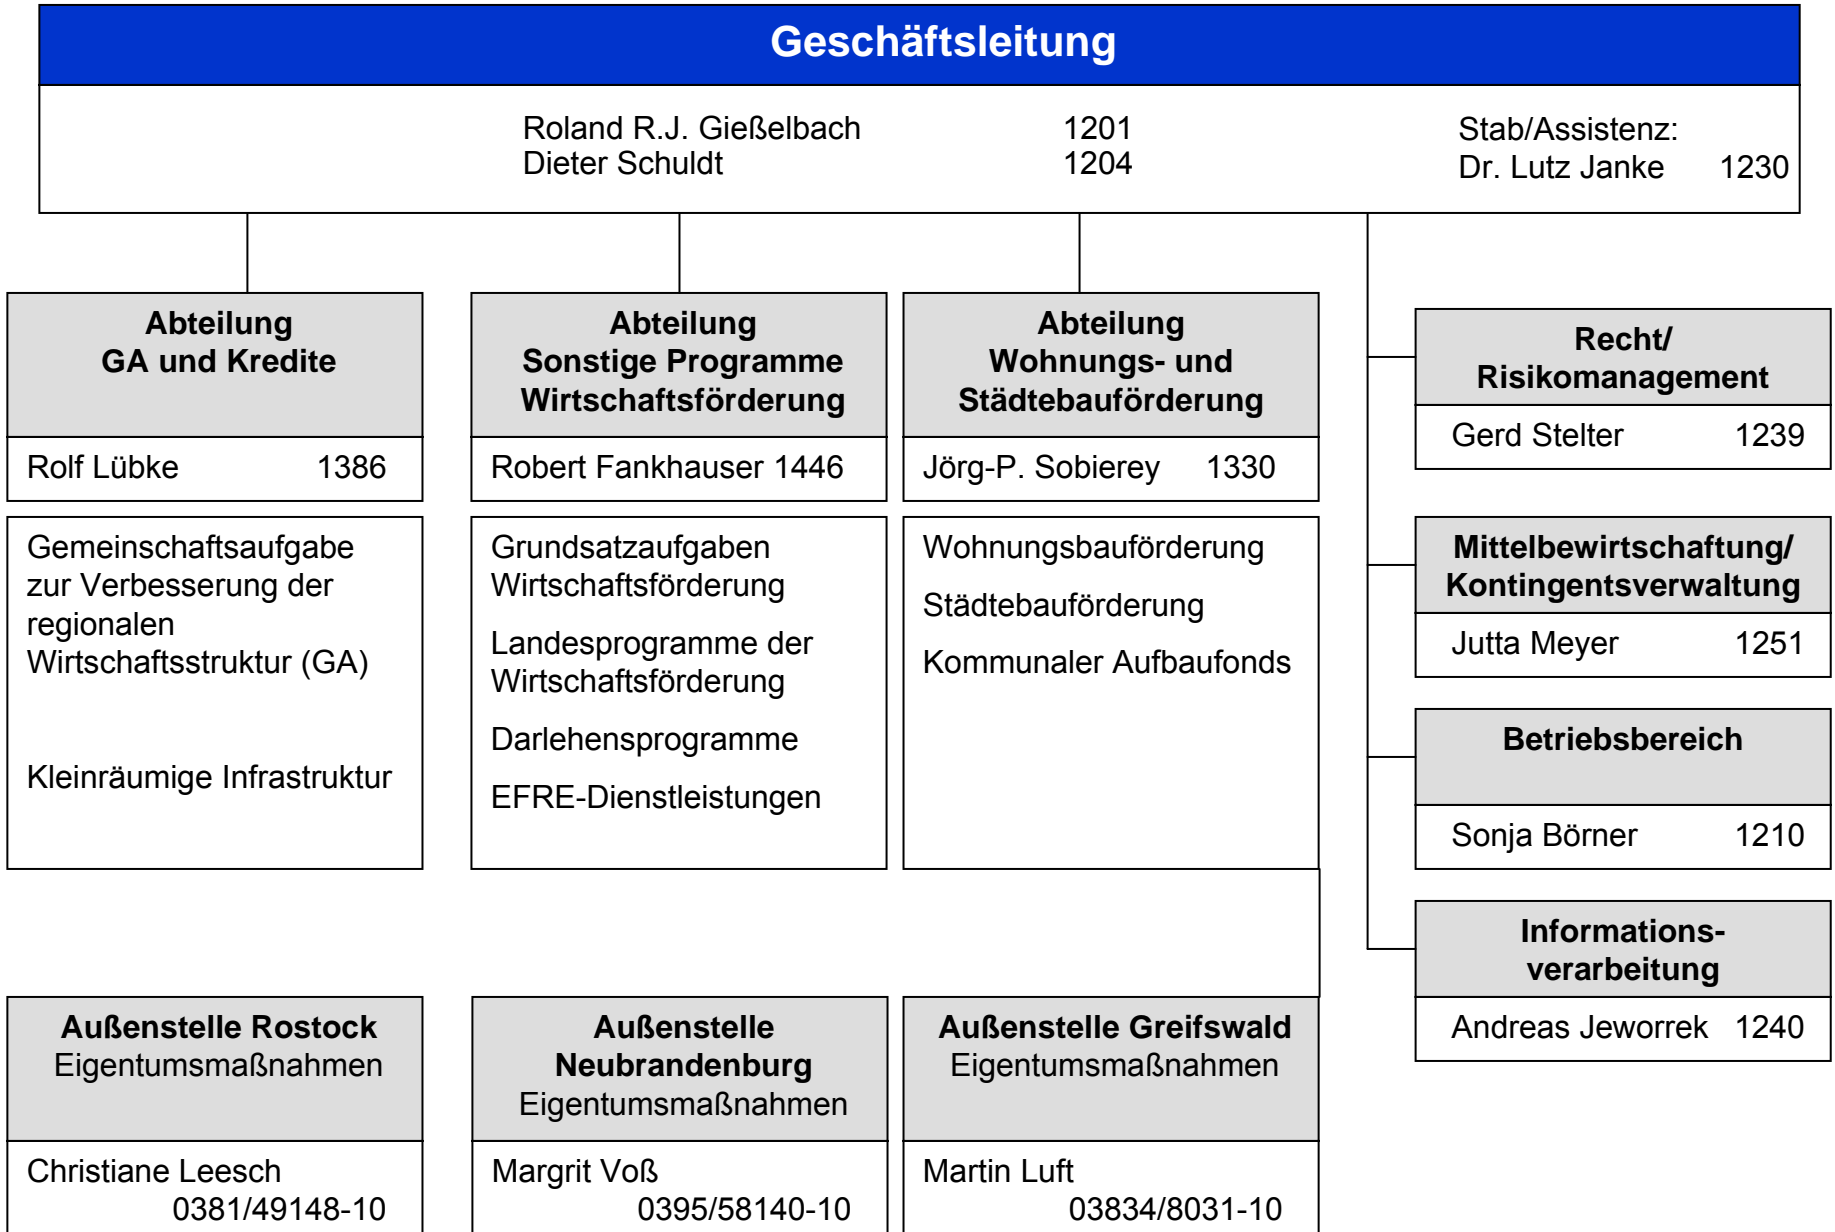 Geschäftsleitung
Roland R.J. Gießelbach 1201
Dieter Schuldt 1204
Stab/Assistenz:
Dr. Lutz Janke 1230
Abteilung
GA und Kredite
Rolf Lübke 1386
Gemeinschaftsaufgabe
zur Verbesserung der
regionalen
Wirtschaftsstruktur (GA)
Kleinräumige Infrastruktur
Abteilung
Sonstige Programme
Wirtschaftsförderung
Robert Fankhauser 1446
Grundsatzaufgaben
Wirtschaftsförderung
Landesprogramme der
Wirtschaftsförderung
Darlehensprogramme
EFRE-Dienstleistungen
Abteilung
Wohnungs- und
Städtebauförderung
Jörg-P. Sobierey 1330
Wohnungsbauförderung
Städtebauförderung
Kommunaler Aufbaufonds
Recht/
Risikomanagement
Gerd Stelter 1239
Mittelbewirtschaftung/
Kontingentsverwaltung
Jutta Meyer 1251
Betriebsbereich
Sonja Börner 1210
Informations-
verarbeitung
Andreas Jeworrek 1240
Außenstelle Rostock
Eigentumsmaßnahmen
Christiane Leesch
0381/49148-10
Außenstelle
Neubrandenburg
Eigentumsmaßnahmen
Margrit Voß
0395/58140-10
Außenstelle Greifswald
Eigentumsmaßnahmen
Martin Luft
03834/8031-10